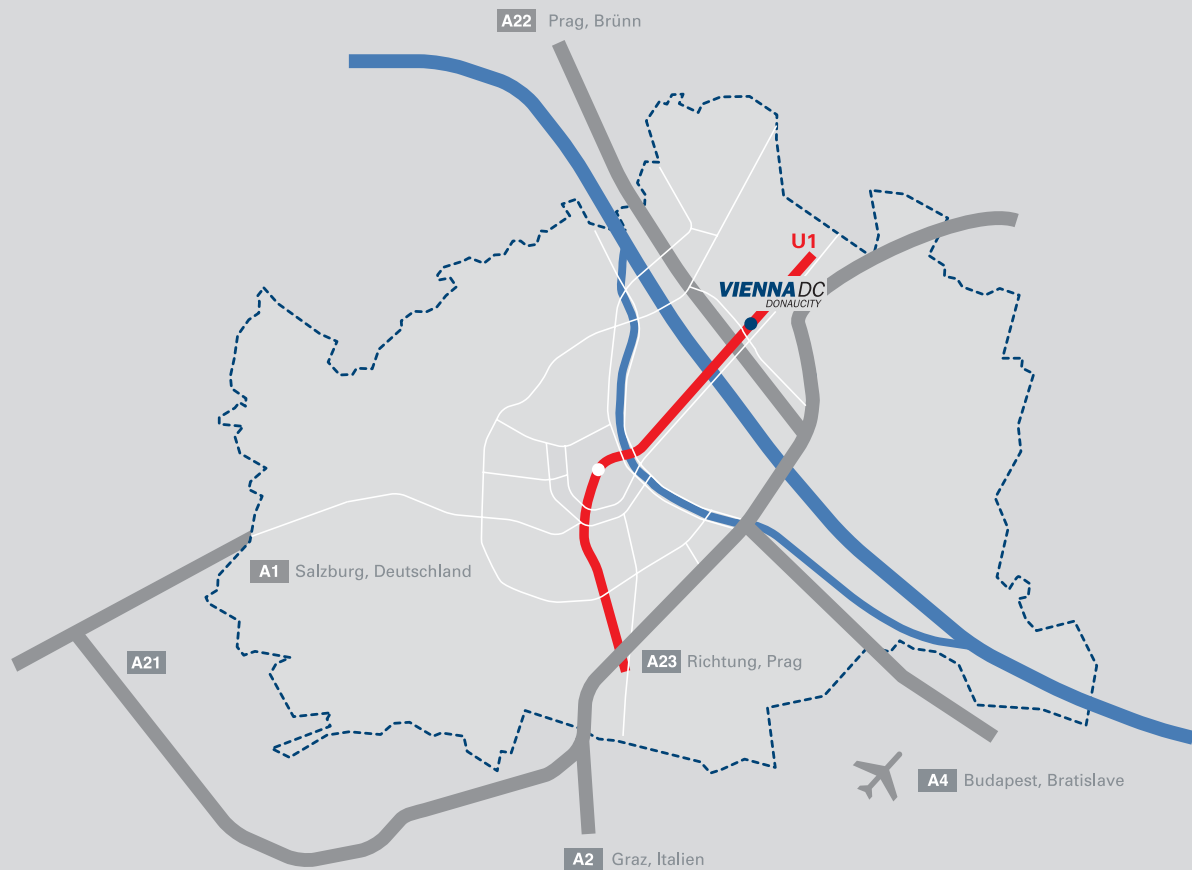 A22 Prag, Brünn
U1
VIENNA DC
DONAUCITY
A1 Salzburg, Deutschland
A21
A23 Richtung, Prag
A4 Budapest, Bratislave
A2 Graz, Italien